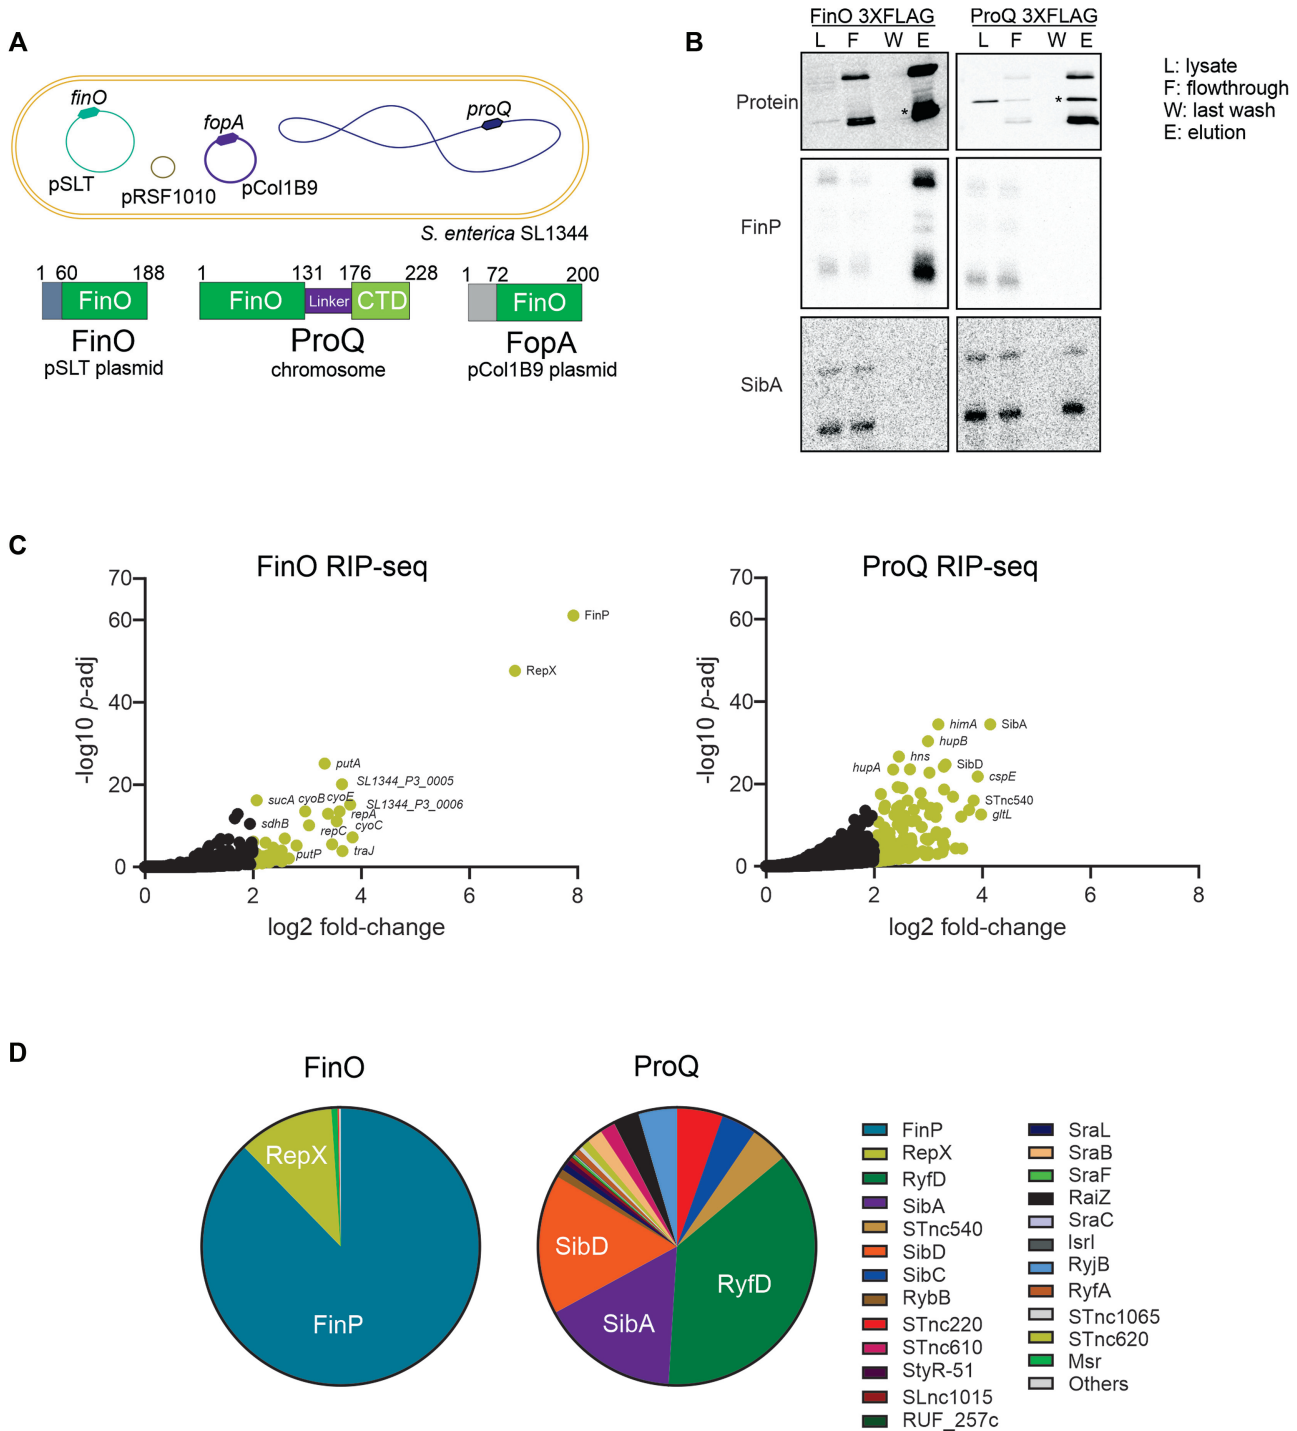 A
finO
fopA
proQ
pSLT
pRSF1010
pCol1B9
S. enterica SL1344
1 60 188
FinO
FinO
pSLT plasmid
1 131 176 228
FinO Linker CTD
ProQ
chromosome
1 72 200
FinO
FopA
pCol1B9 plasmid
B
FinO 3XFLAG
ProQ 3XFLAG
L F W E
L F W E
Protein
*
*
FinP
SibA
L: lysate
F: flowthrough
W: last wash
E: elution
C
FinO RIP-seq
-log10 p-adj
70
60
40
20
0
0 2 4 6 8
log2 fold-change
FinP
RepX
putA
SL1344_P3_0005
sucA cyoB cyoE
SL1344_P3_0006
repA
sdhB
repC cyoC
putP
traJ
ProQ RIP-seq
-log10 p-adj
70
60
40
20
0
0 2 4 6 8
log2 fold-change
himA SibA
hupB
hns
hupA
SibD
cspE
STnc540
gltL
D
FinO
RepX
FinP
ProQ
SibD
RyfD
SibA
FinP
RepX
RyfD
SibA
STnc540
SibD
SibC
RybB
STnc220
STnc610
StyR-51
SLnc1015
RUF_257c
SraL
SraB
SraF
RaiZ
SraC
IsrI
RyjB
RyfA
STnc1065
STnc620
Msr
Others